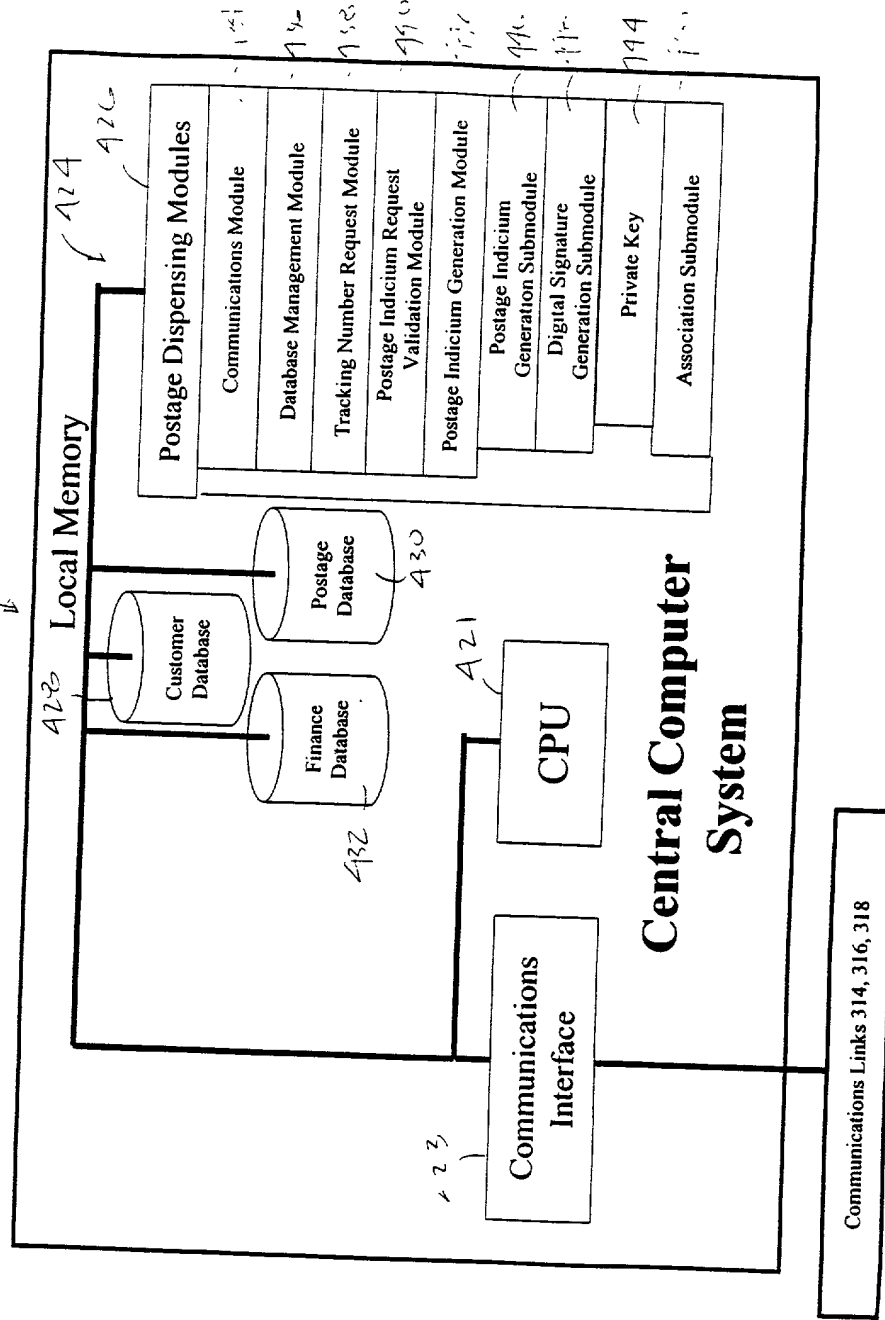 Local Memory
424
426
Postage Dispensing Modules
Communications Module
Database Management Module
Tracking Number Request Module
Postage Indicium Request
Validation Module
Postage Indicium Generation Module
Postage Indicium
Generation Submodule
Digital Signature
Generation Submodule
Private Key
444
Association Submodule
428
Customer
Database
Postage
Database
430
Finance
Database
432
CPU
421
Communications
Interface
Central Computer
System
Communications Links 314, 316, 318